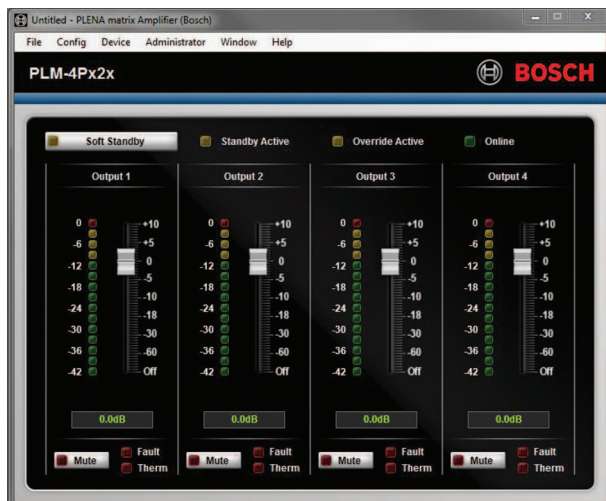 Untitled - PLENA matrix Amplifier (Bosch)
File Config Device Administrator Window Help
PLM-4Px2x
BOSCH
Soft Standby Standby Active Override Active Online
Output 1 Output 2 Output 3 Output 4
0 +10 0 +10 0 +10 0 +10
-6 +5 -6 +5 -6 +5 -6 +5
0 0 0 0
-12 -5 -12 -5 -12 -5 -12 -5
-18 -10 -18 -10 -18 -10 -18 -10
-24 -18 -24 -18 -24 -18 -24 -18
-30 -30 -30 -30 -30 -30 -30 -30
-36 -60 -36 -60 -36 -60 -36 -60
-42 Off -42 Off -42 Off -42 Off
0.0dB 0.0dB 0.0dB 0.0dB
Mute Fault Mute Fault Mute Fault Mute Fault
Therm Therm Therm Therm